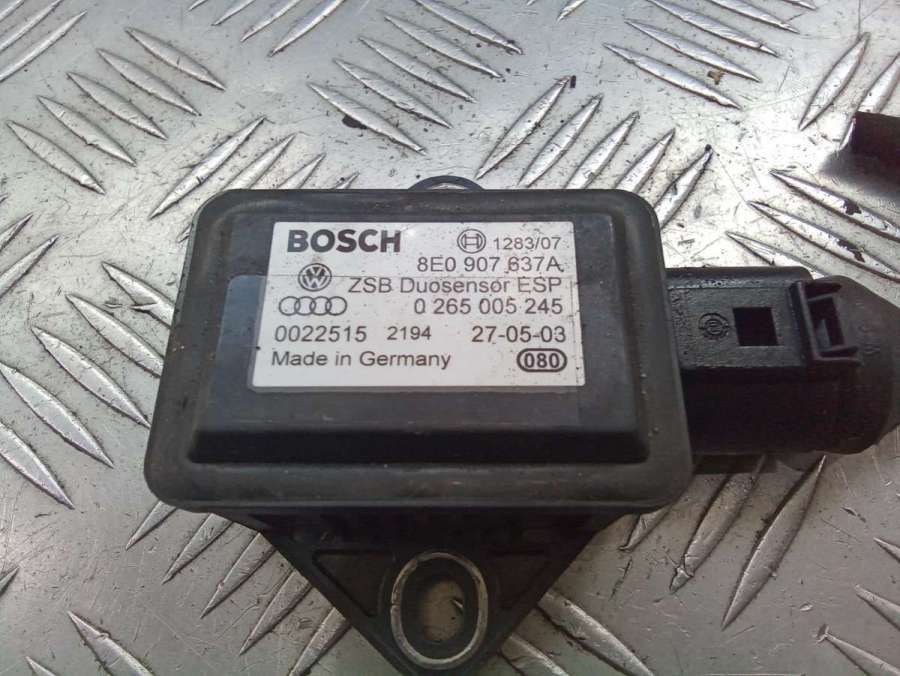 BOSCH 1283/07
8E0 907 637A
ZSB Duosensor ESP
0 265 005 245
0022515 2194 27-05-03
Made in Germany 080